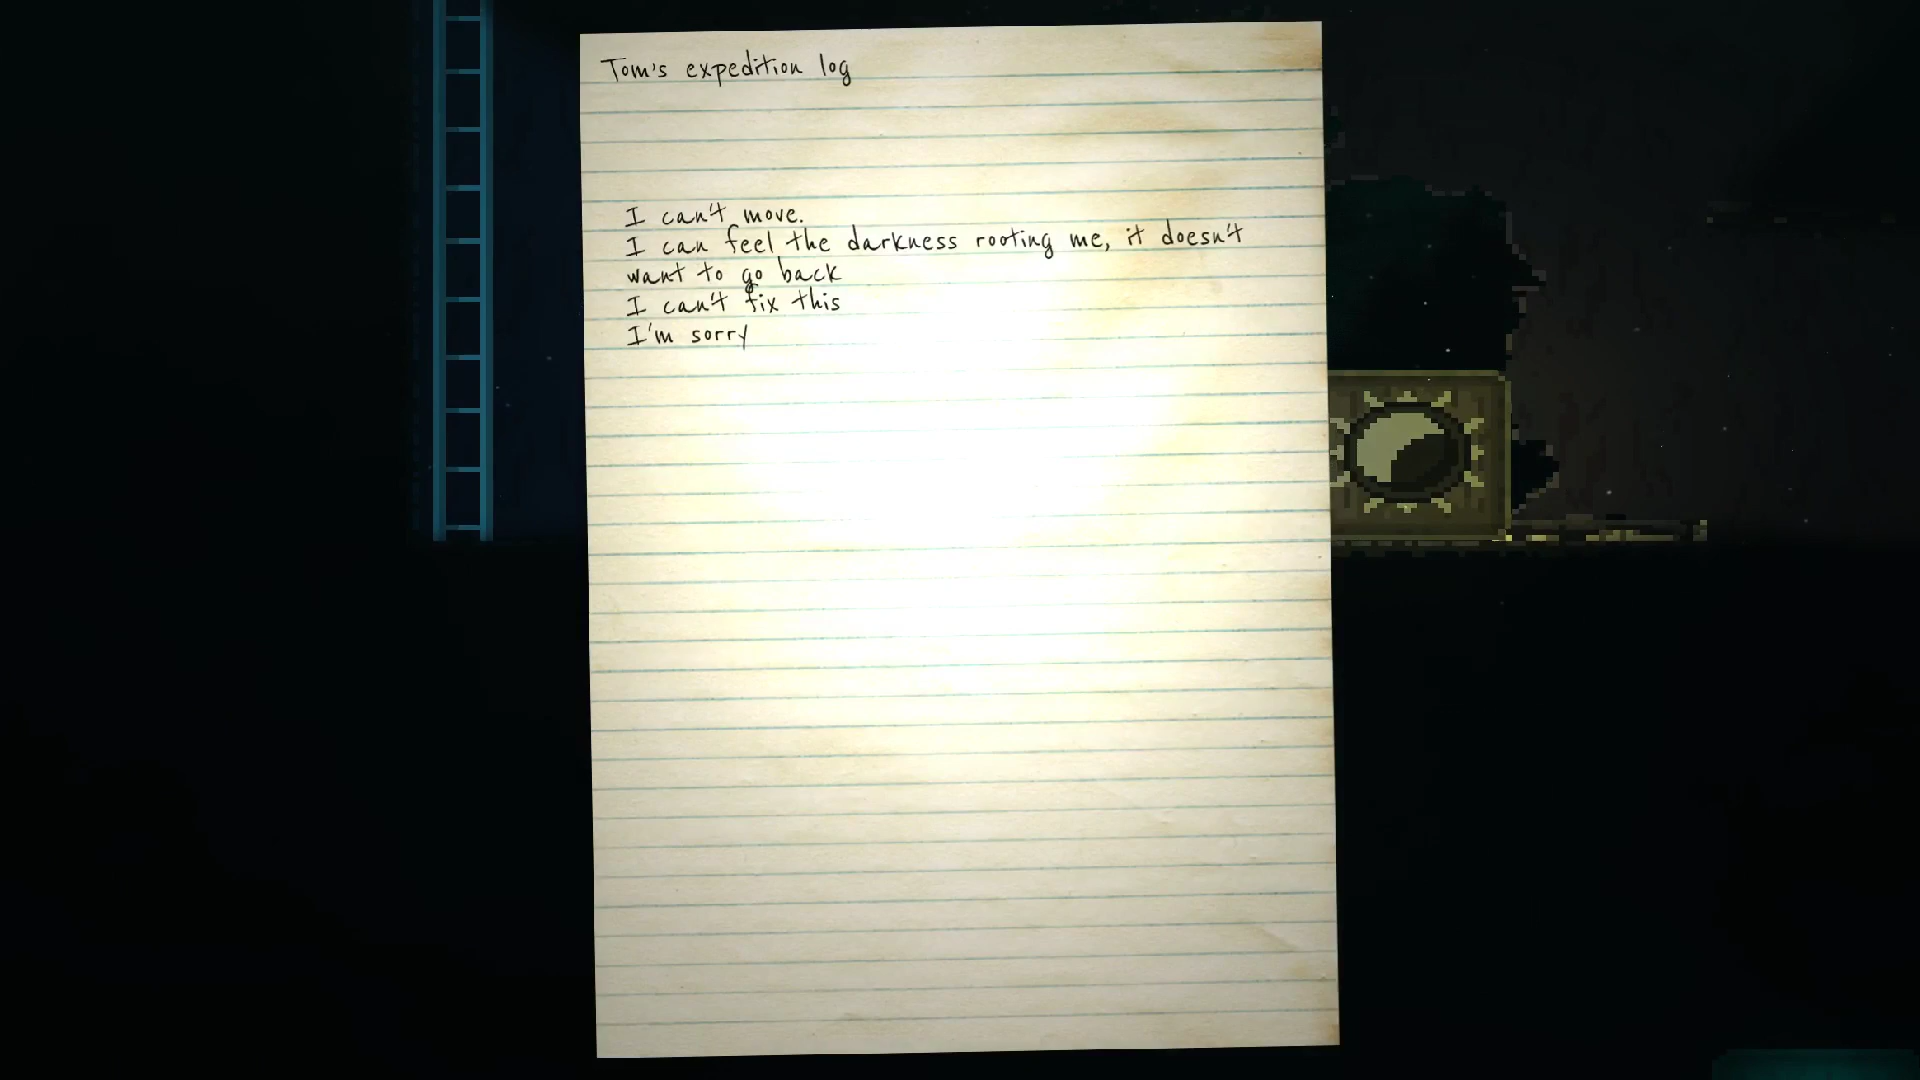 Tom's expedition log
I can't move.
I can feel the darkness rooting me, it doesn't
want to go back
I can't fix this
I'm sorry